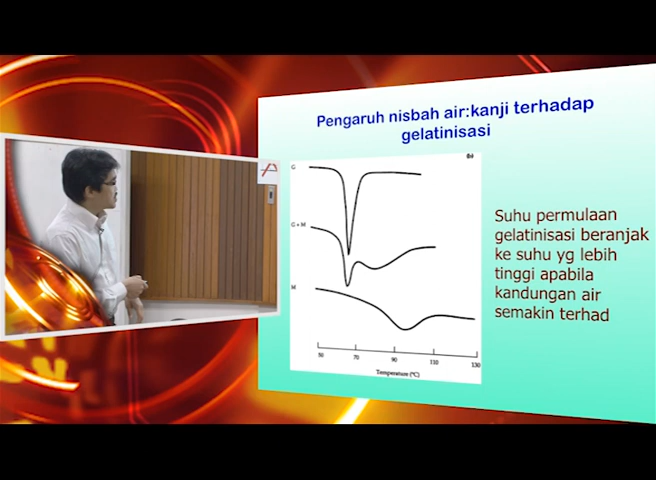 Pengaruh nisbah air:kanji terhadap
gelatinisasi
G
G + M
M
50 70 90 110 130
Temperature (°C)
Suhu permulaan
gelatinisasi beranjak
ke suhu yg lebih
tinggi apabila
kandungan air
semakin terhad